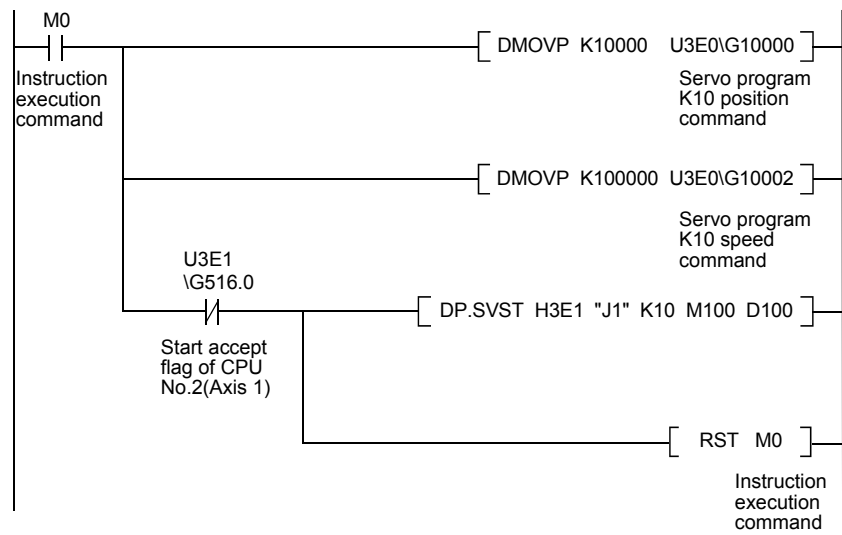 M0
DMOVP K10000 U3E0\G10000
Instruction
execution
command
Servo program
K10 position
command
DMOVP K100000 U3E0\G10002
Servo program
K10 speed
command
U3E1
\G516.0
DP.SVST H3E1 "J1" K10 M100 D100
Start accept
flag of CPU
No.2(Axis 1)
RST M0
Instruction
execution
command